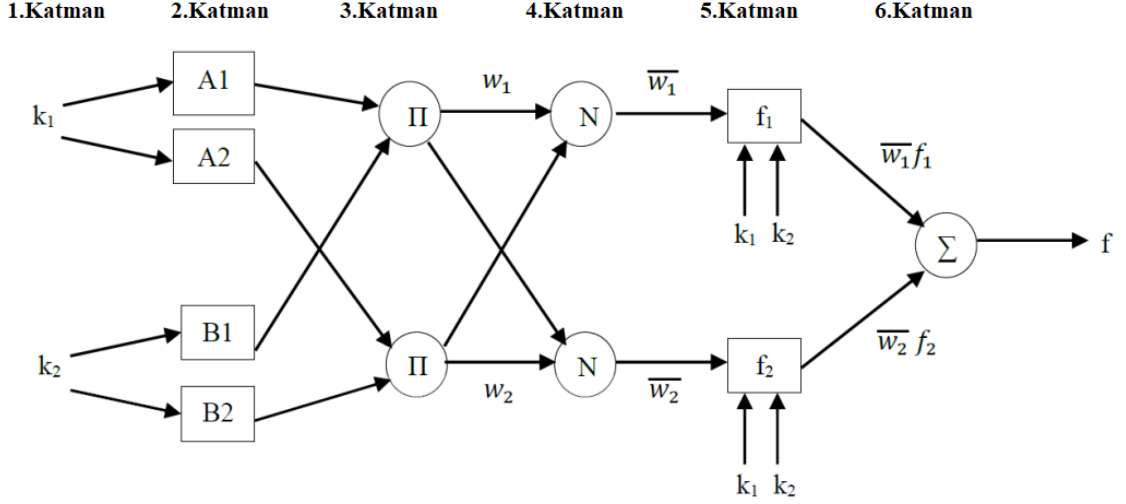 1.Katman 2.Katman 3.Katman 4.Katman 5.Katman 6.Katman
A1
k₁
A2
Π
w₁
N
w̅₁
f₁
k₁ k₂
w̅₁f₁
∑
f
B1
k₂
B2
Π
w₂
N
w̅₂
f₂
k₁ k₂
w̅₂ f₂